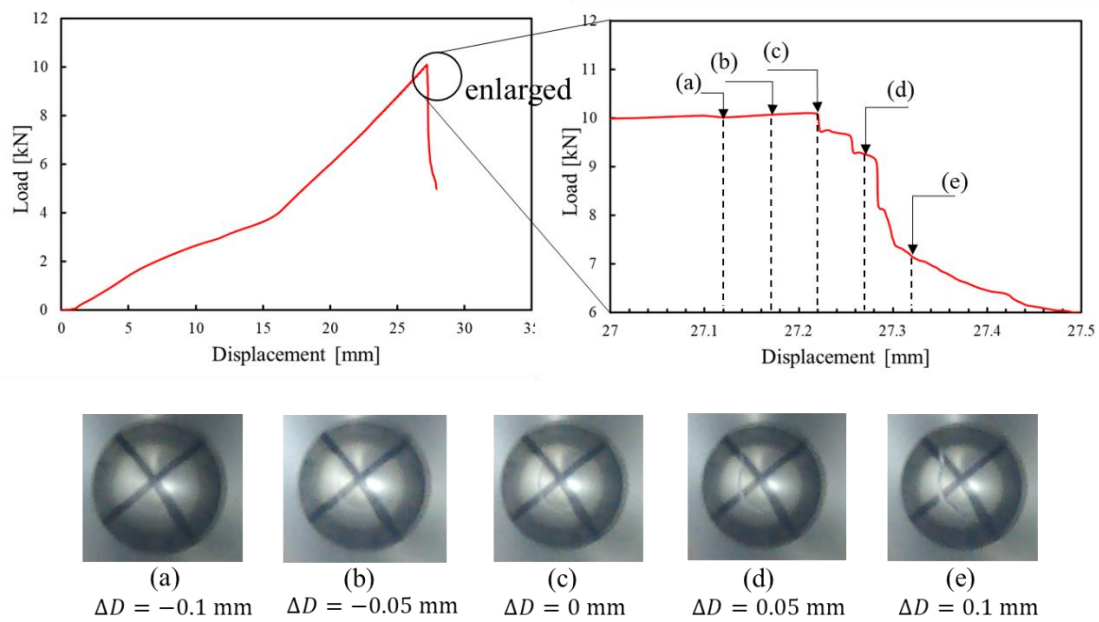 12
10
8
6
4
2
0
Load [kN]
0 5 10 15 20 25 30 35
Displacement [mm]
enlarged
12
11
10
9
8
7
6
Load [kN]
(a)
(b)
(c)
(d)
(e)
27 27.1 27.2 27.3 27.4 27.5
Displacement [mm]
(a) (b) (c) (d) (e)
ΔD = −0.1 mm ΔD = −0.05 mm ΔD = 0 mm ΔD = 0.05 mm ΔD = 0.1 mm